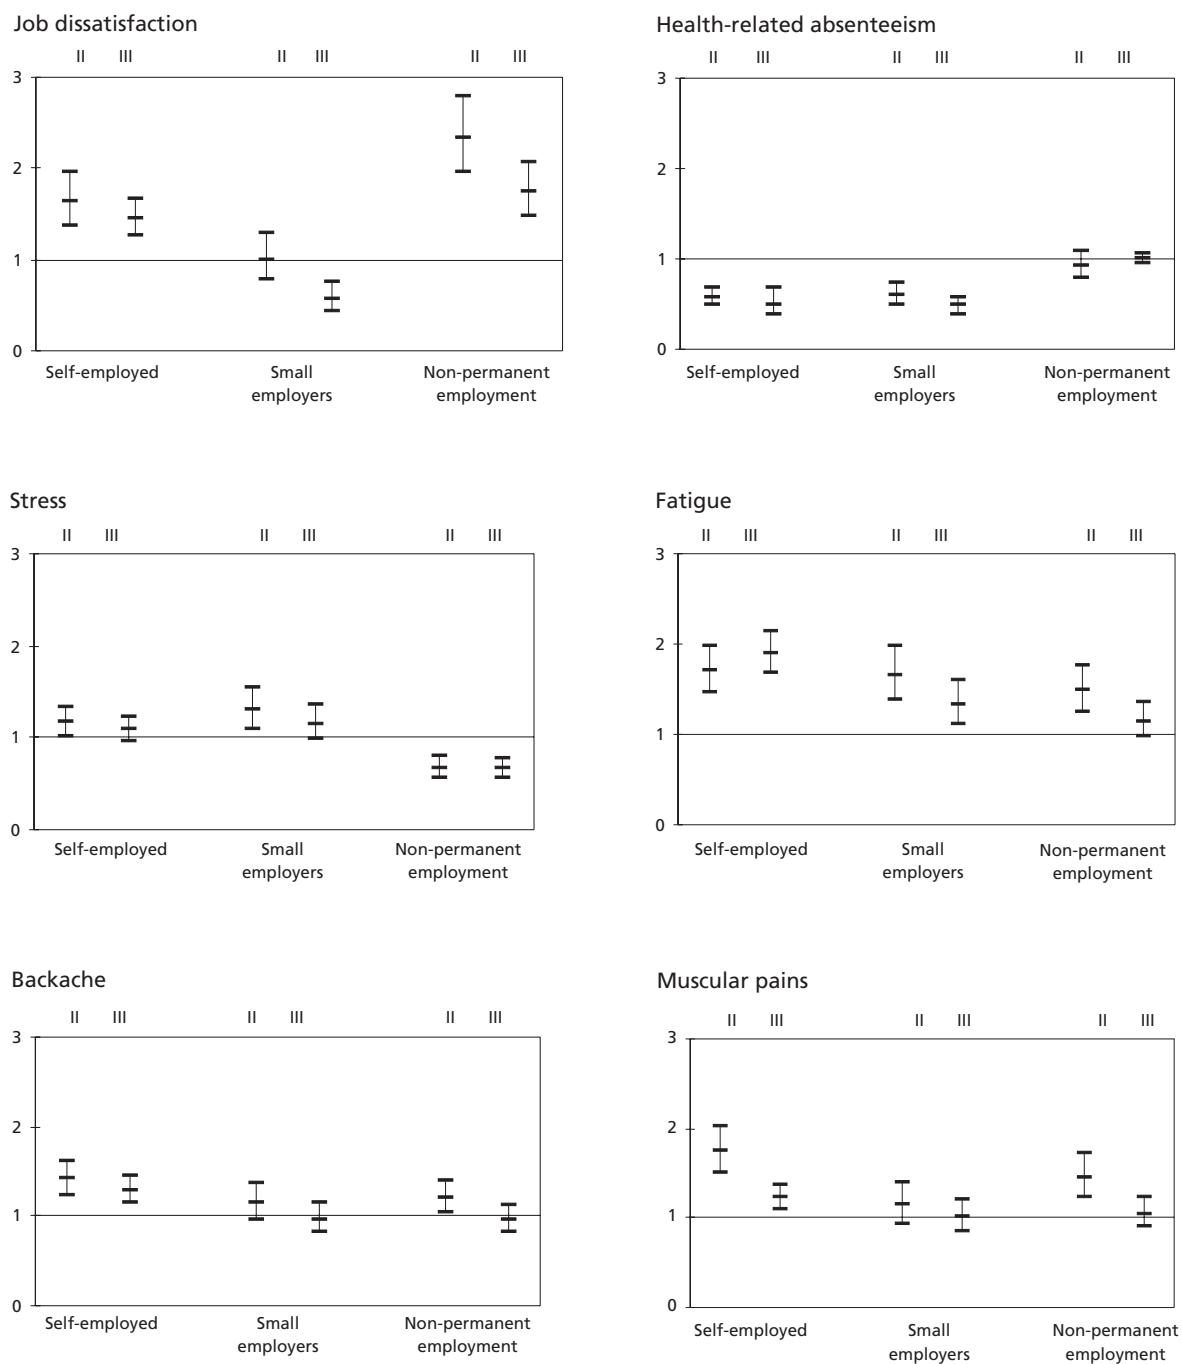 Job dissatisfaction
II III II III II III
3
2
1
0
Self-employed Small employers Non-permanent employment
Health-related absenteeism
II III II III II III
3
2
1
0
Self-employed Small employers Non-permanent employment
Stress
II III II III II III
3
2
1
0
Self-employed Small employers Non-permanent employment
Fatigue
II III II III II III
3
2
1
0
Self-employed Small employers Non-permanent employment
Backache
II III II III II III
3
2
1
0
Self-employed Small employers Non-permanent employment
Muscular pains
II III II III II III
3
2
1
0
Self-employed Small employers Non-permanent employment